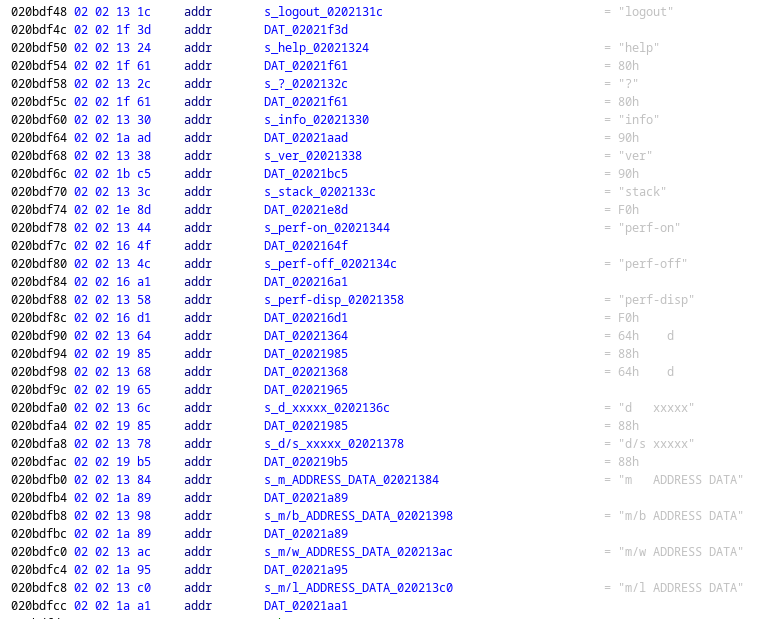 020bdf48 02 02 13 1c addr s_logout_0202131c = "logout"
020bdf4c 02 02 1f 3d addr DAT_02021f3d
020bdf50 02 02 13 24 addr s_help_02021324 = "help"
020bdf54 02 02 1f 61 addr DAT_02021f61 = 80h
020bdf58 02 02 13 2c addr s_?_0202132c = "?"
020bdf5c 02 02 1f 61 addr DAT_02021f61 = 80h
020bdf60 02 02 13 30 addr s_info_02021330 = "info"
020bdf64 02 02 1a ad addr DAT_02021aad = 90h
020bdf68 02 02 13 38 addr s_ver_02021338 = "ver"
020bdf6c 02 02 1b c5 addr DAT_02021bc5 = 90h
020bdf70 02 02 13 3c addr s_stack_0202133c = "stack"
020bdf74 02 02 1e 8d addr DAT_02021e8d = F0h
020bdf78 02 02 13 44 addr s_perf-on_02021344 = "perf-on"
020bdf7c 02 02 16 4f addr DAT_0202164f
020bdf80 02 02 13 4c addr s_perf-off_0202134c = "perf-off"
020bdf84 02 02 16 a1 addr DAT_020216a1
020bdf88 02 02 13 58 addr s_perf-disp_02021358 = "perf-disp"
020bdf8c 02 02 16 d1 addr DAT_020216d1 = F0h
020bdf90 02 02 13 64 addr DAT_02021364 = 64h d
020bdf94 02 02 19 85 addr DAT_02021985 = 88h
020bdf98 02 02 13 68 addr DAT_02021368 = 64h d
020bdf9c 02 02 19 65 addr DAT_02021965
020bdfa0 02 02 13 6c addr s_d_xxxxx_0202136c = "d   xxxxx"
020bdfa4 02 02 19 85 addr DAT_02021985 = 88h
020bdfa8 02 02 13 78 addr s_d/s_xxxxx_02021378 = "d/s xxxxx"
020bdfac 02 02 19 b5 addr DAT_020219b5 = 88h
020bdfb0 02 02 13 84 addr s_m_ADDRESS_DATA_02021384 = "m   ADDRESS DATA"
020bdfb4 02 02 1a 89 addr DAT_02021a89
020bdfb8 02 02 13 98 addr s_m/b_ADDRESS_DATA_02021398 = "m/b ADDRESS DATA"
020bdfbc 02 02 1a 89 addr DAT_02021a89
020bdfc0 02 02 13 ac addr s_m/w_ADDRESS_DATA_020213ac = "m/w ADDRESS DATA"
020bdfc4 02 02 1a 95 addr DAT_02021a95
020bdfc8 02 02 13 c0 addr s_m/l_ADDRESS_DATA_020213c0 = "m/l ADDRESS DATA"
020bdfcc 02 02 1a a1 addr DAT_02021aa1